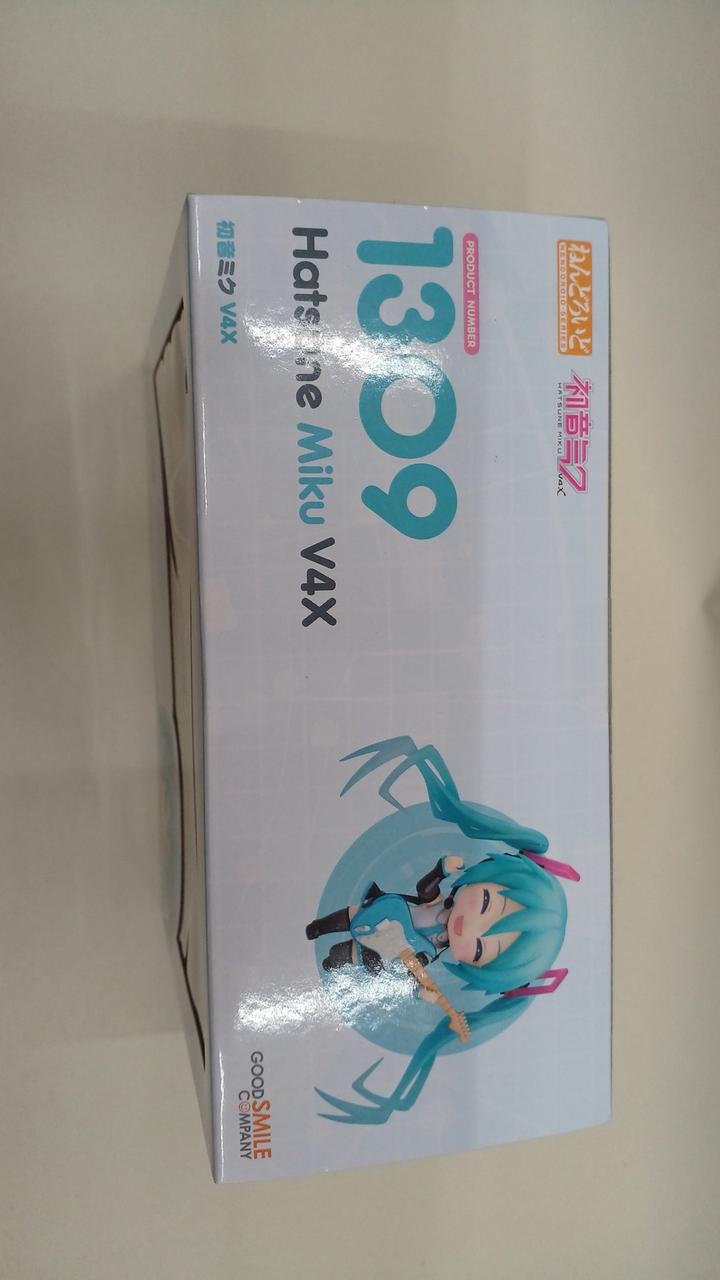 ねんどろいど
NENDOROID SERIES
初音ミク
HATSUNE MIKU V4X
PRODUCT NUMBER
1309
Hatsune Miku V4X
初音ミク V4X
GOOD SMILE
COMPANY